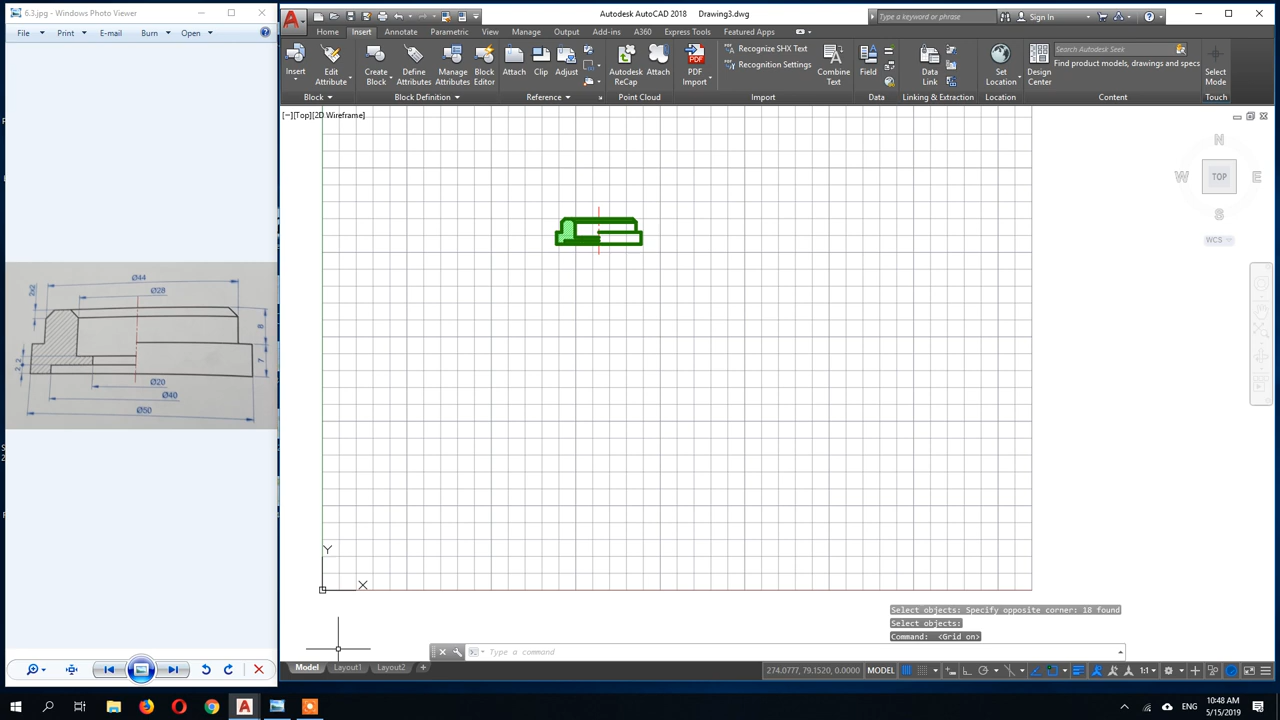 6.3.jpg - Windows Photo Viewer
File Print E-mail Burn Open
Autodesk AutoCAD 2018 Drawing3.dwg
Type a keyword or phrase
Sign In
Home Insert Annotate Parametric View Manage Output Add-ins A360 Express Tools Featured Apps
Insert
Edit
Attribute
Create
Block
Define
Attributes
Manage
Attributes
Block
Editor
Attach
Clip
Adjust
Autodesk
ReCap
Attach
PDF
PDF
Import
Recognize SHX Text
Recognition Settings
Combine
Text
Field
Data
Link
Set
Location
Design
Center
Search Autodesk Seek
Find product models, drawings and specs
Select
Mode
Block
Block Definition
Reference
Point Cloud
Import
Data
Linking & Extraction
Location
Content
Touch
[−][Top][2D Wireframe]
N
W TOP E
S
WCS
Ø44
2x2
Ø28
8
7
2 2
Ø20
Ø40
Ø50
Y
X
Select objects: Specify opposite corner: 18 found
Select objects:
Command: <Grid on>
Type a command
Model Layout1 Layout2 +
274.0777, 79.1520, 0.0000 MODEL 1:1
ENG
10:48 AM
5/15/2019